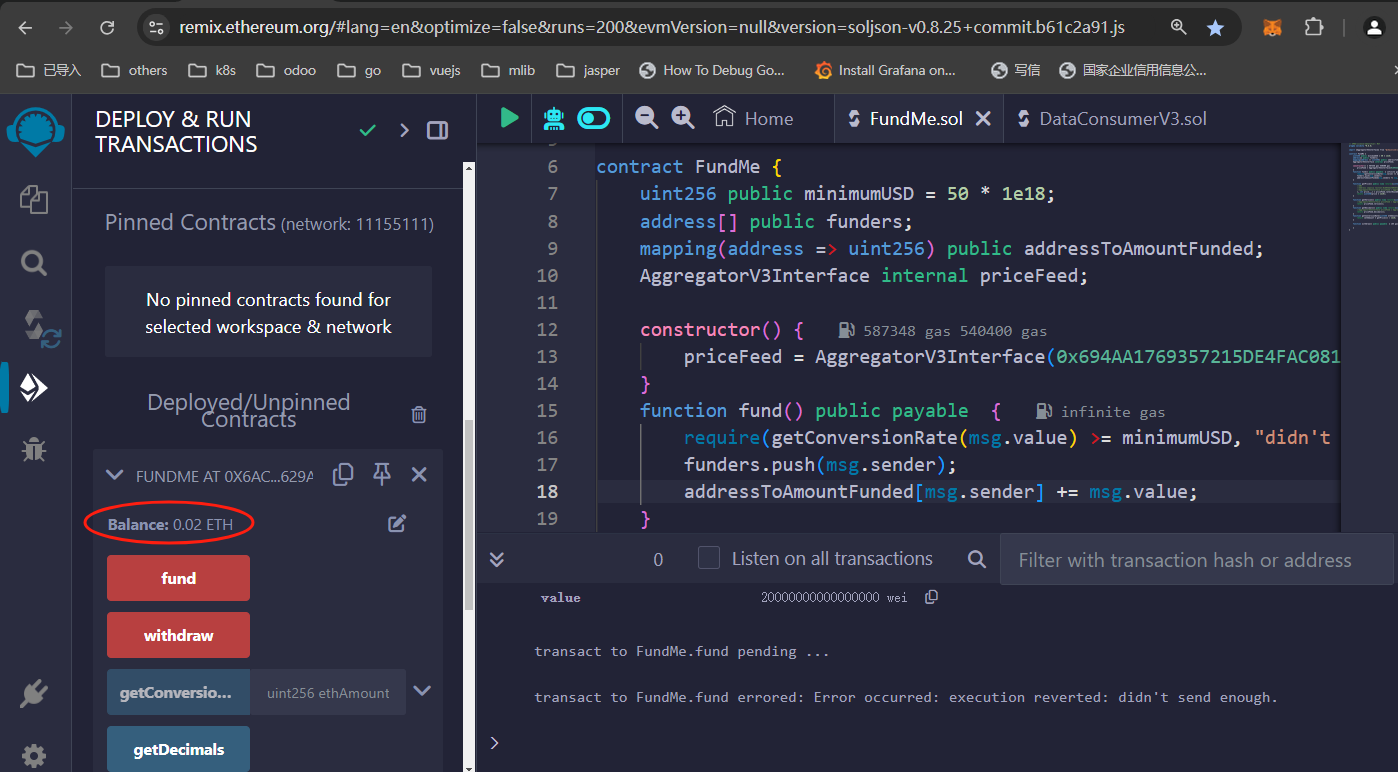 remix.ethereum.org/#lang=en&optimize=false&runs=200&evmVersion=null&version=soljson-v0.8.25+commit.b61c2a91.js
已导入 others k8s odoo go vuejs mlib jasper How To Debug Go... Install Grafana on... 写信 国家企业信用信息公...
DEPLOY & RUN
TRANSACTIONS
Pinned Contracts (network: 11155111)
No pinned contracts found for
selected workspace & network
Deployed/Unpinned
Contracts
FUNDME AT 0X6AC...629A
Balance: 0.02 ETH
fund
withdraw
getConversio... uint256 ethAmount
getDecimals
Home FundMe.sol DataConsumerV3.sol
6 contract FundMe {
7 uint256 public minimumUSD = 50 * 1e18;
8 address[] public funders;
9 mapping(address => uint256) public addressToAmountFunded;
10 AggregatorV3Interface internal priceFeed;
11
12 constructor() { 587348 gas 540400 gas
13 priceFeed = AggregatorV3Interface(0x694AA1769357215DE4FAC081
14 }
15 function fund() public payable { infinite gas
16 require(getConversionRate(msg.value) >= minimumUSD, "didn't
17 funders.push(msg.sender);
18 addressToAmountFunded[msg.sender] += msg.value;
19 }
0 Listen on all transactions Filter with transaction hash or address
value 20000000000000000 wei
transact to FundMe.fund pending ...
transact to FundMe.fund errored: Error occurred: execution reverted: didn't send enough.
>